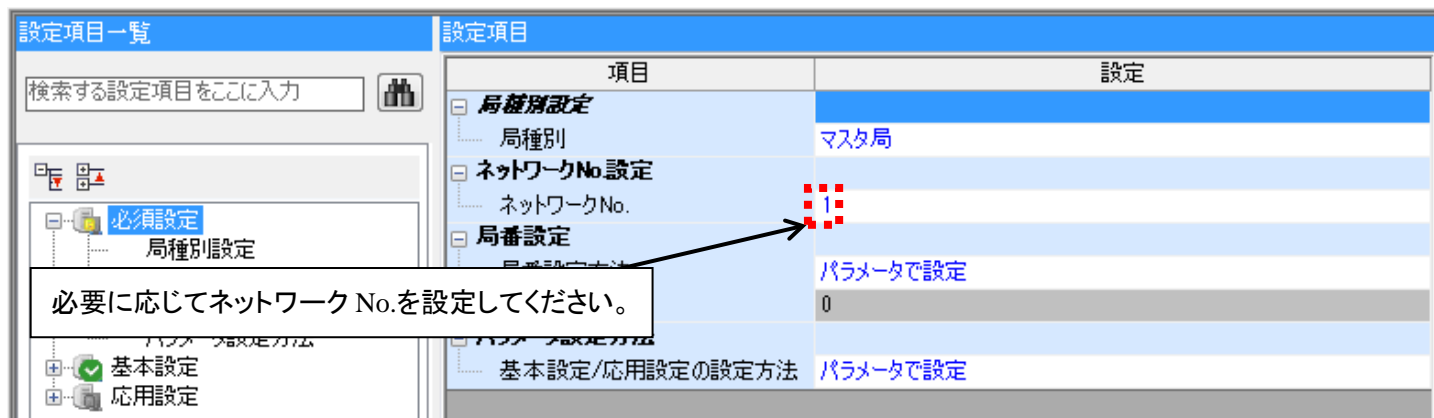 設定項目一覧
設定項目
検索する設定項目をここに入力
項目
設定
局種別設定
局種別
マスタ局
ネットワークNo.設定
ネットワークNo.
1
局番設定
パラメータで設定
0
基本設定/応用設定の設定方法
パラメータで設定
必須設定
局種別設定
必要に応じてネットワーク No.を設定してください。
基本設定
応用設定